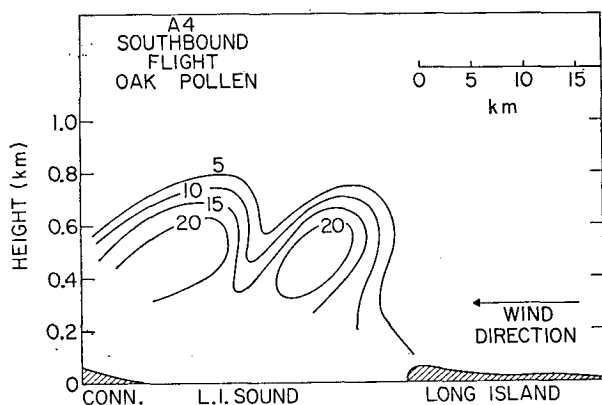 A4
SOUTHBOUND
FLIGHT
OAK POLLEN
0 5 10 15
km
HEIGHT (km)
1.0
0.8
0.6
0.4
0.2
0
5
10
15
20
20
WIND
DIRECTION
CONN. L.I. SOUND LONG ISLAND